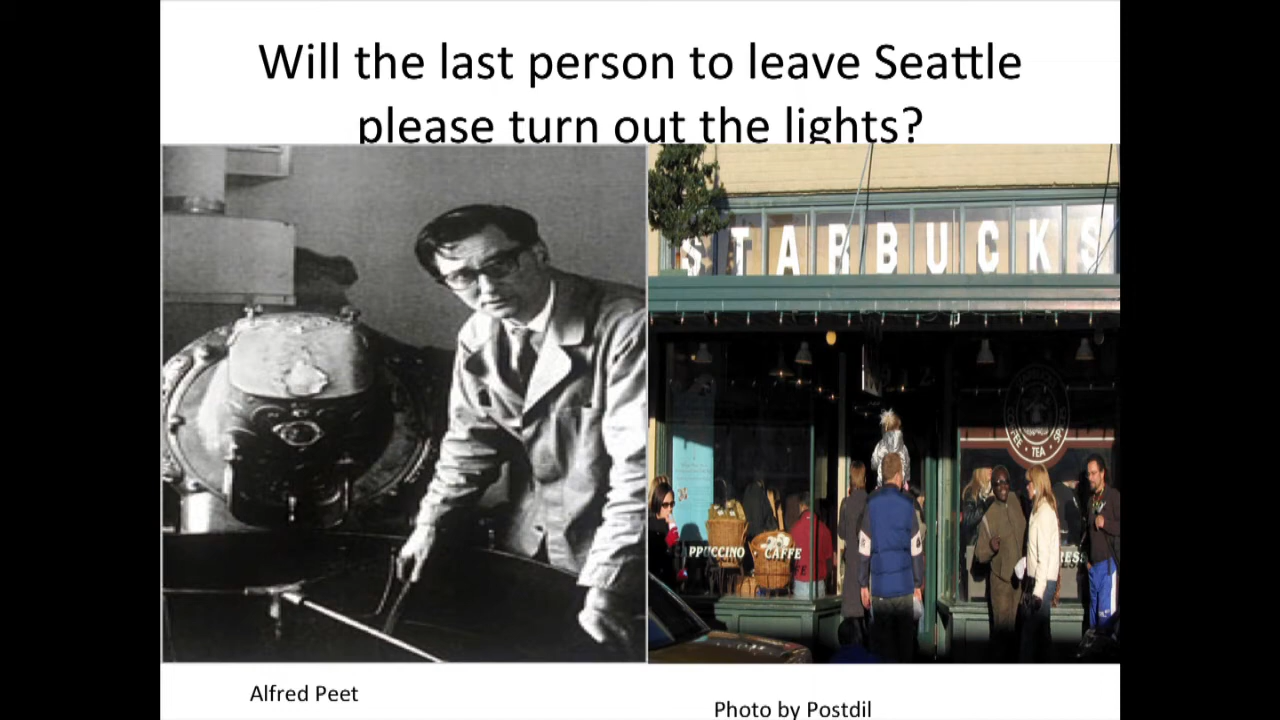 Will the last person to leave Seattle
please turn out the lights?
STARBUCKS
TEA
CAFFE
Alfred Peet
Photo by Postdil